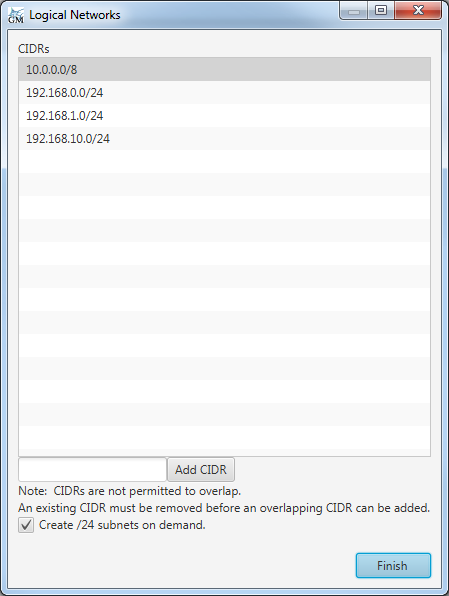 GM Logical Networks
CIDRs
10.0.0.0/8
192.168.0.0/24
192.168.1.0/24
192.168.10.0/24
Add CIDR
Note:  CIDRs are not permitted to overlap.
An existing CIDR must be removed before an overlapping CIDR can be added.
Create /24 subnets on demand.
Finish